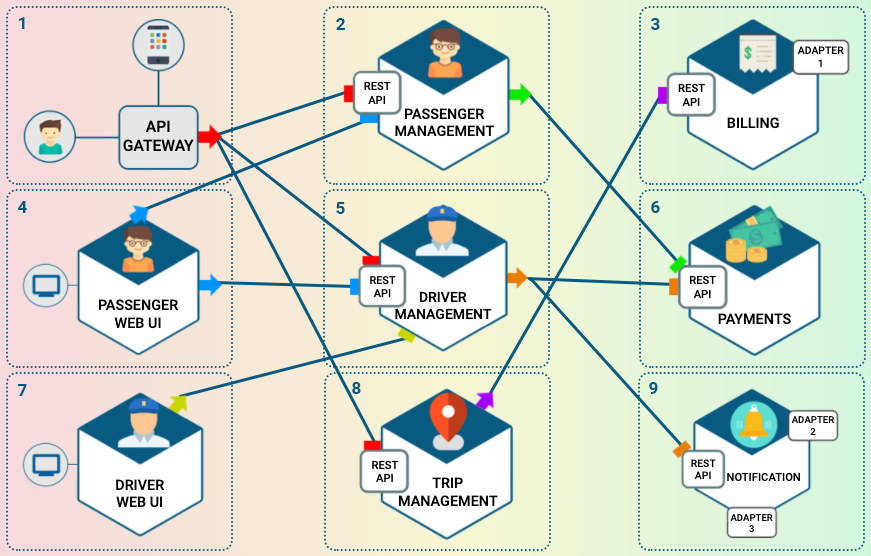 1
API
GATEWAY
2
REST
API
PASSENGER
MANAGEMENT
3
ADAPTER
1
REST
API
BILLING
$
4
PASSENGER
WEB UI
5
REST
API
DRIVER
MANAGEMENT
6
REST
API
PAYMENTS
7
DRIVER
WEB UI
8
REST
API
TRIP
MANAGEMENT
9
ADAPTER
2
REST
API
NOTIFICATION
ADAPTER
3